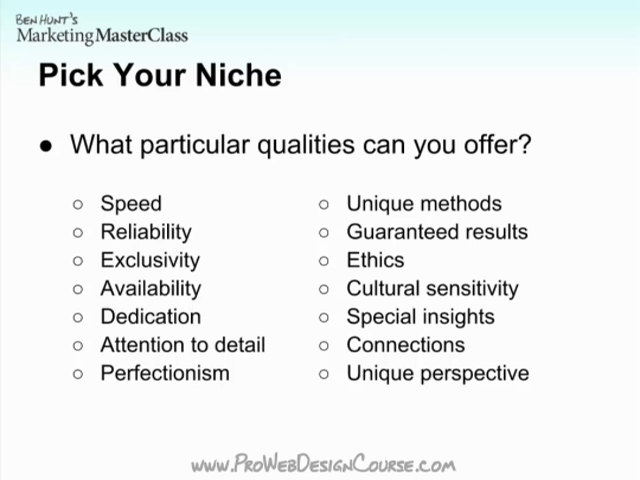 BEN HUNT'S
Marketing MasterClass
Pick Your Niche
● What particular qualities can you offer?
○ Speed
○ Reliability
○ Exclusivity
○ Availability
○ Dedication
○ Attention to detail
○ Perfectionism
○ Unique methods
○ Guaranteed results
○ Ethics
○ Cultural sensitivity
○ Special insights
○ Connections
○ Unique perspective
www.ProWebDesignCourse.com